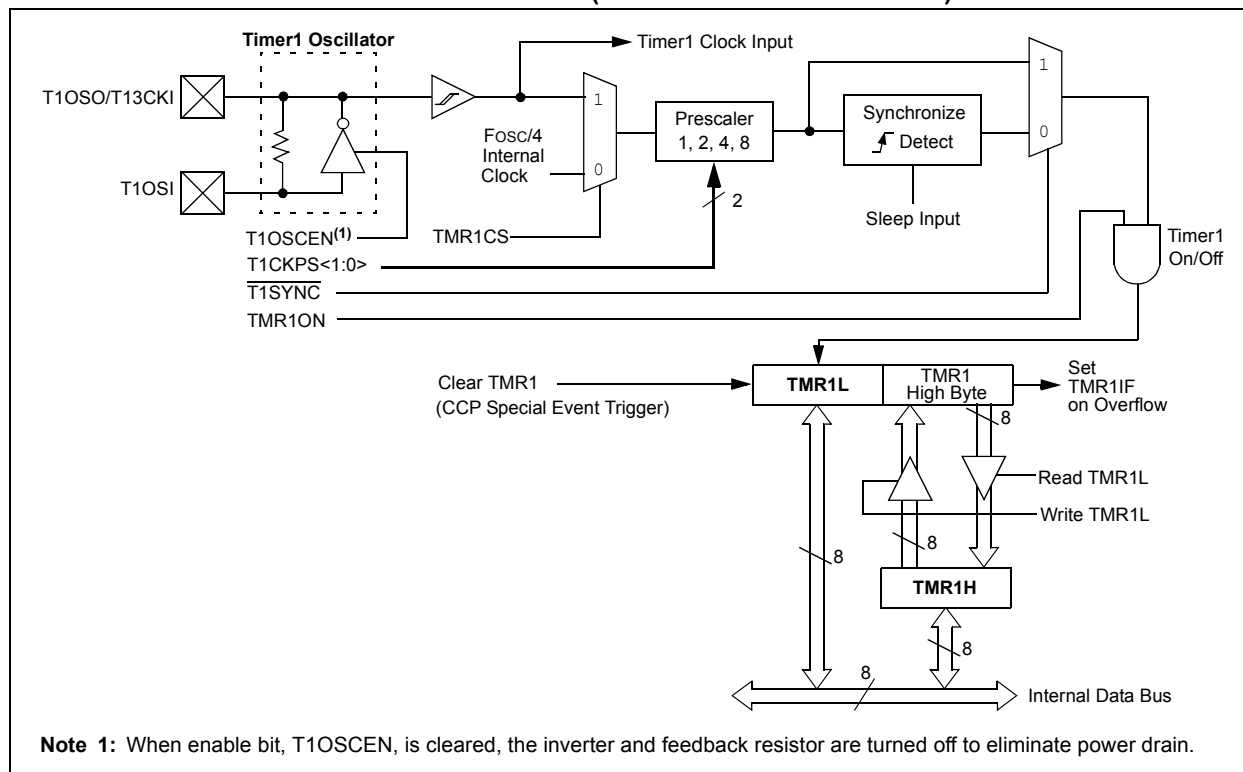 Timer1 Oscillator
Timer1 Clock Input
T1OSO/T13CKI
1
FOSC/4
Internal
Clock
0
Prescaler
1, 2, 4, 8
Synchronize
Detect
1
0
T1OSI
2
Sleep Input
T1OSCEN(1)
TMR1CS
T1CKPS<1:0>
T1SYNC
TMR1ON
Timer1
On/Off
Clear TMR1
(CCP Special Event Trigger)
TMR1L
TMR1
High Byte
Set
TMR1IF
on Overflow
8
Read TMR1L
Write TMR1L
8
8
TMR1H
8
8
Internal Data Bus
Note 1: When enable bit, T1OSCEN, is cleared, the inverter and feedback resistor are turned off to eliminate power drain.